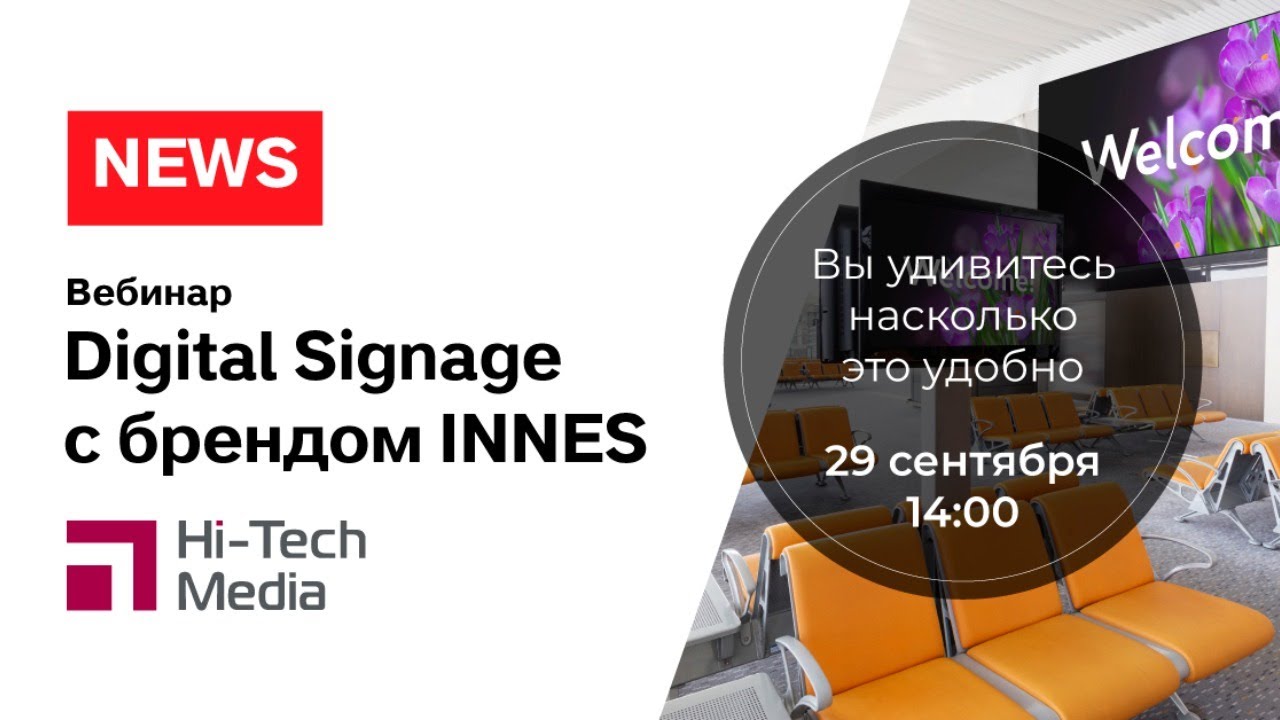 NEWS
Вебинар
Digital Signage
с брендом INNES
Hi-Tech
Media
Welcom
Welcome!
Вы удивитесь
насколько
это удобно
29 сентября
14:00